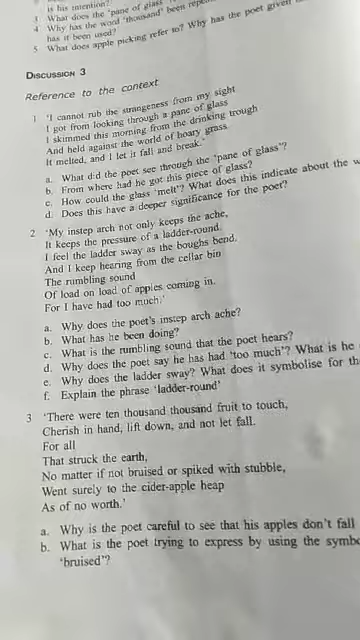 is his intention?
3 What does the 'pane of glass'
4 Why has the word 'thousand' been
has it been used?
5 What does apple picking refer to? Why has the poet given
DISCUSSION 3
Reference to the context
1 'I cannot rub the strangeness from my sight
I got from looking through a pane of glass
I skimmed this morning from the drinking trough
And held against the world of hoary grass.
It melted, and I let it fall and break.'
a. What did the poet see through the 'pane of glass'?
b. From where had he got this piece of glass?
c. How could the glass 'melt'? What does this indicate about the w
d. Does this have a deeper significance for the poet?
2 'My instep arch not only keeps the ache,
It keeps the pressure of a ladder-round.
I feel the ladder sway as the boughs bend.
And I keep hearing from the cellar bin
The rumbling sound
Of load on load of apples coming in.
For I have had too much.'
a. Why does the poet's instep arch ache?
b. What has he been doing?
c. What is the rumbling sound that the poet hears?
d. Why does the poet say he has had 'too much'? What is he
e. Why does the ladder sway? What does it symbolise for th
f. Explain the phrase 'ladder-round'
3 'There were ten thousand thousand fruit to touch,
Cherish in hand, lift down, and not let fall.
For all
That struck the earth,
No matter if not bruised or spiked with stubble,
Went surely to the cider-apple heap
As of no worth.'
a. Why is the poet careful to see that his apples don't fall
b. What is the poet trying to express by using the symb
'bruised'?